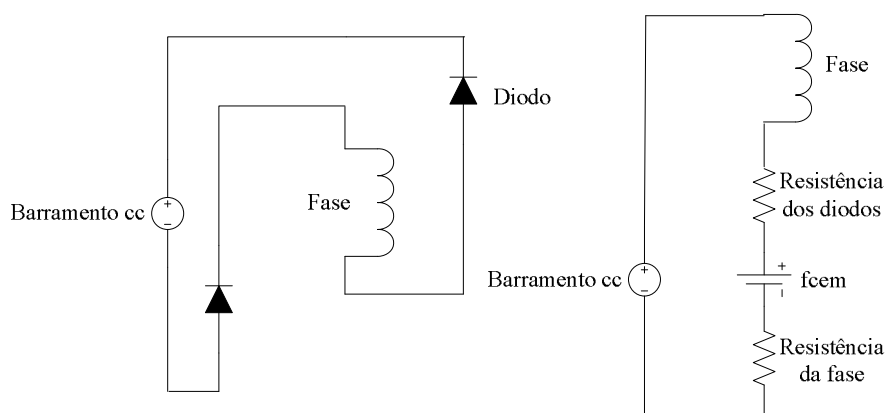 Diodo
Fase
Barramento cc
Fase
Resistência
dos diodos
Barramento cc
fcem
Resistência
da fase